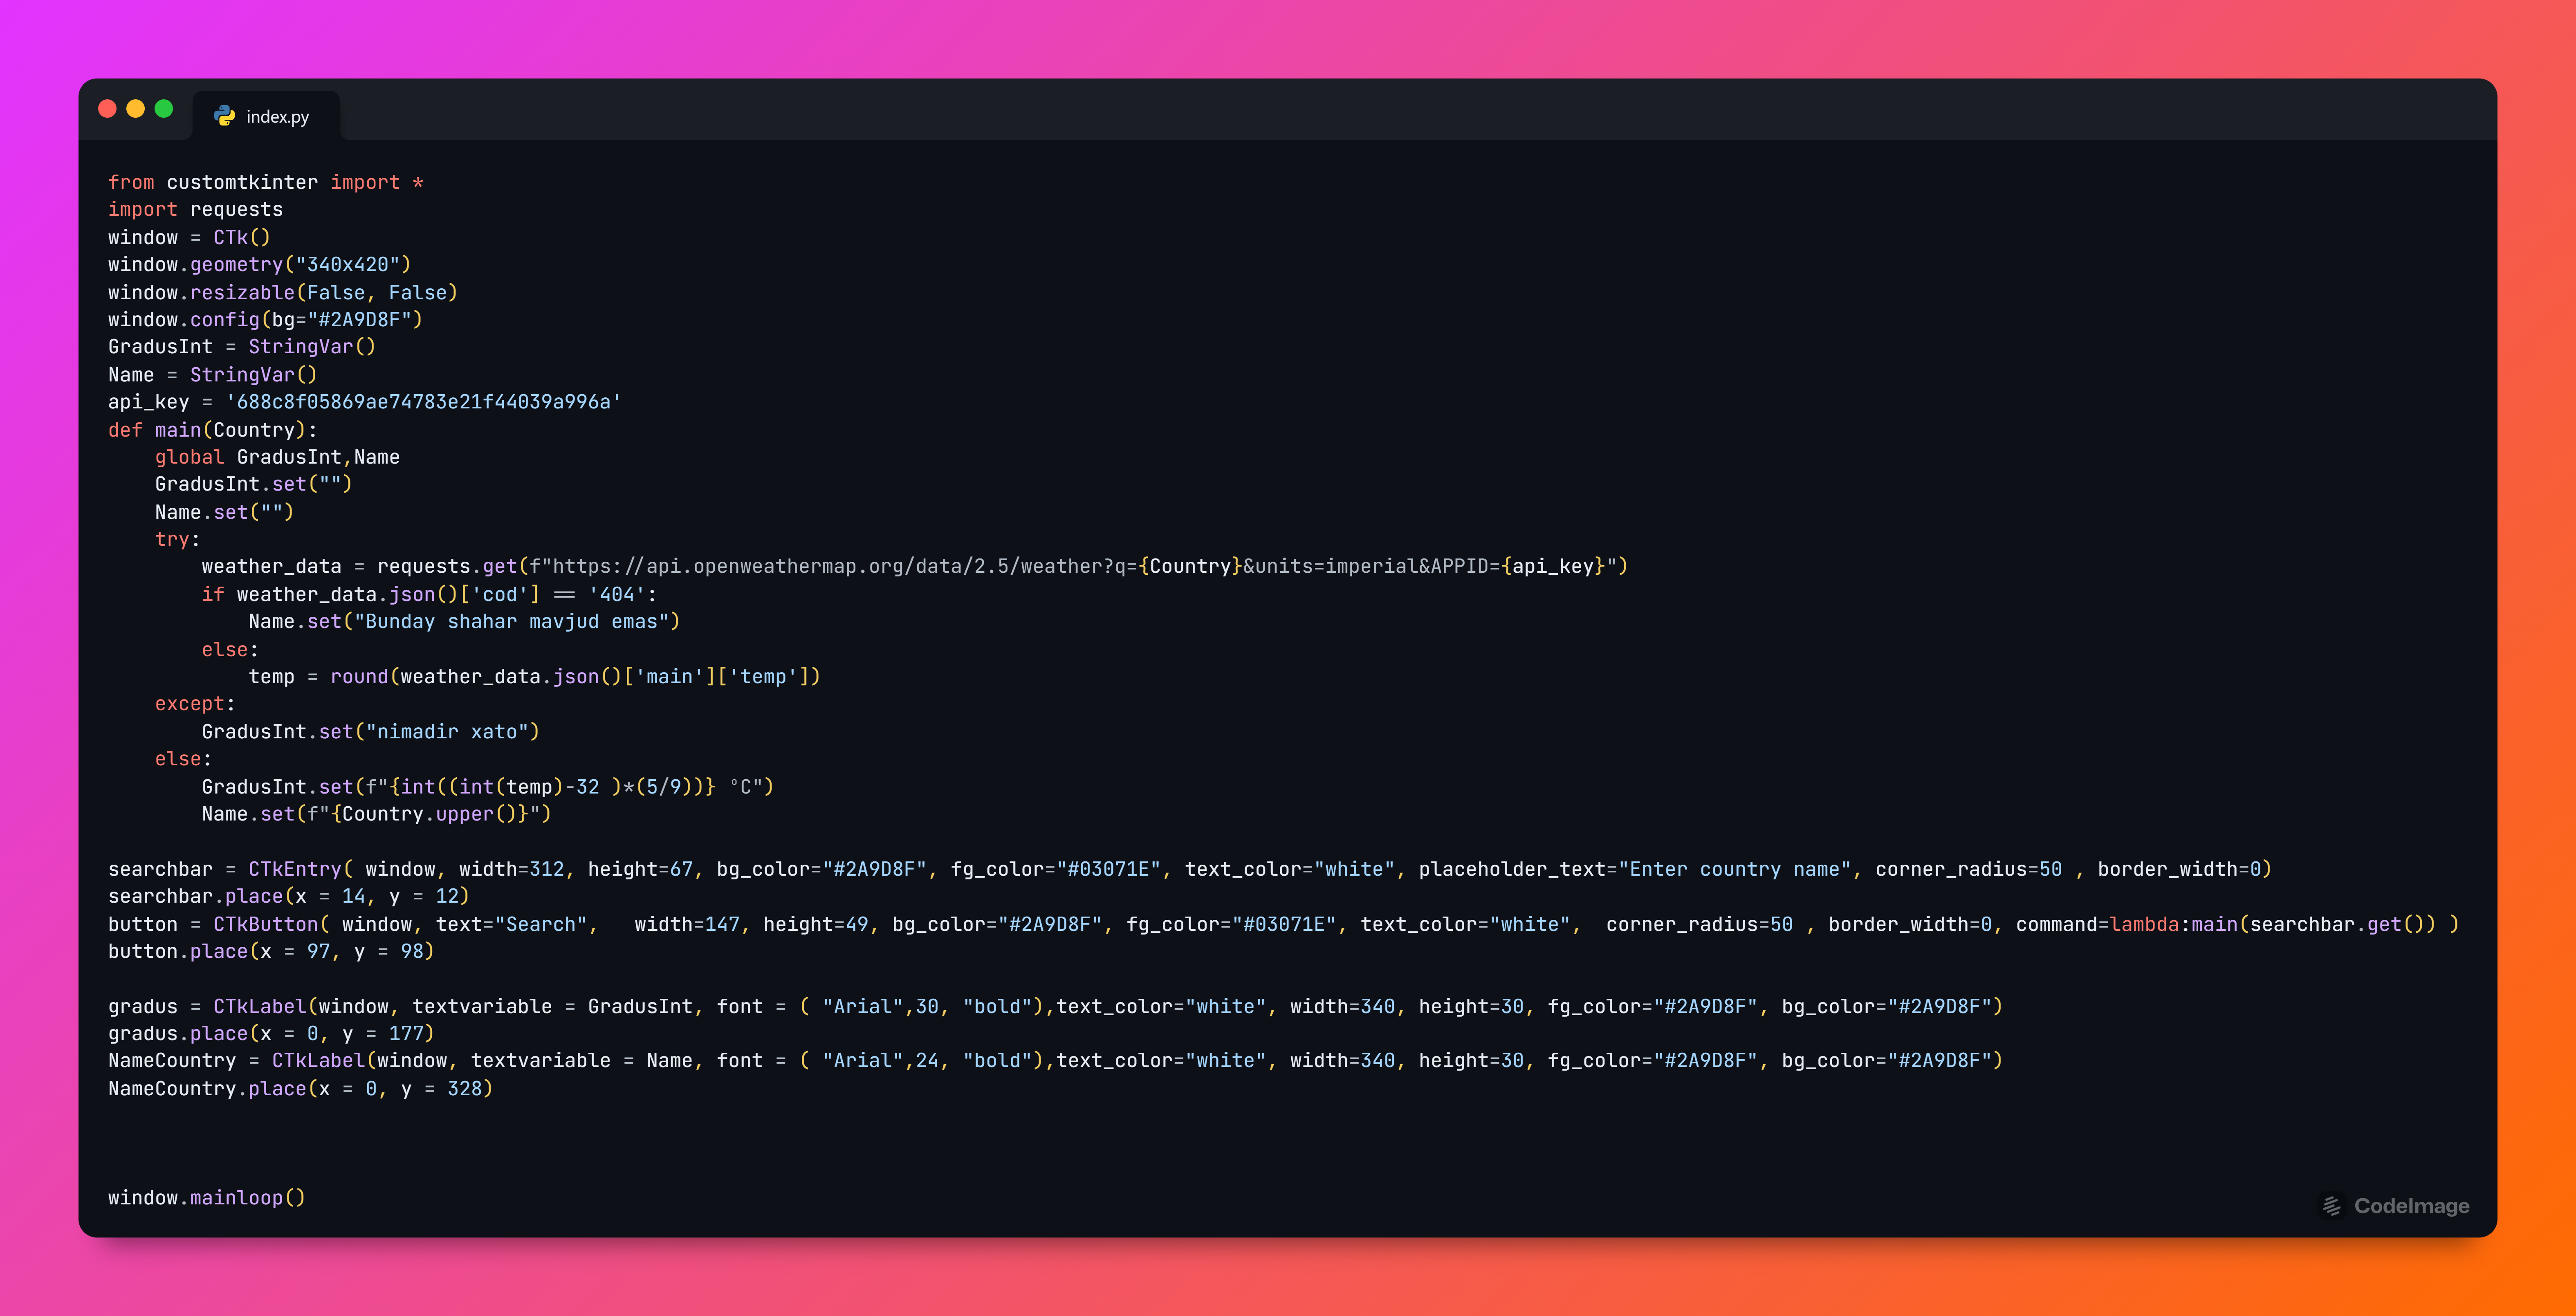 index.py
from customtkinter import *
import requests
window = CTk()
window.geometry("340x420")
window.resizable(False, False)
window.config(bg="#2A9D8F")
GradusInt = StringVar()
Name = StringVar()
api_key = '688c8f05869ae74783e21f44039a996a'
def main(Country):
    global GradusInt,Name
    GradusInt.set("")
    Name.set("")
    try:
        weather_data = requests.get(f"https://api.openweathermap.org/data/2.5/weather?q={Country}&units=imperial&APPID={api_key}")
        if weather_data.json()['cod'] == '404':
            Name.set("Bunday shahar mavjud emas")
        else:
            temp = round(weather_data.json()['main']['temp'])
    except:
        GradusInt.set("nimadir xato")
    else:
        GradusInt.set(f"{int((int(temp)-32 )*(5/9))} °C")
        Name.set(f"{Country.upper()}")
searchbar = CTkEntry( window, width=312, height=67, bg_color="#2A9D8F", fg_color="#03071E", text_color="white", placeholder_text="Enter country name", corner_radius=50 , border_width=0)
searchbar.place(x = 14, y = 12)
button = CTkButton( window, text="Search",   width=147, height=49, bg_color="#2A9D8F", fg_color="#03071E", text_color="white",  corner_radius=50 , border_width=0, command=lambda:main(searchbar.get()) )
button.place(x = 97, y = 98)
gradus = CTkLabel(window, textvariable = GradusInt, font = ( "Arial",30, "bold"),text_color="white", width=340, height=30, fg_color="#2A9D8F", bg_color="#2A9D8F")
gradus.place(x = 0, y = 177)
NameCountry = CTkLabel(window, textvariable = Name, font = ( "Arial",24, "bold"),text_color="white", width=340, height=30, fg_color="#2A9D8F", bg_color="#2A9D8F")
NameCountry.place(x = 0, y = 328)
window.mainloop()
CodeImage